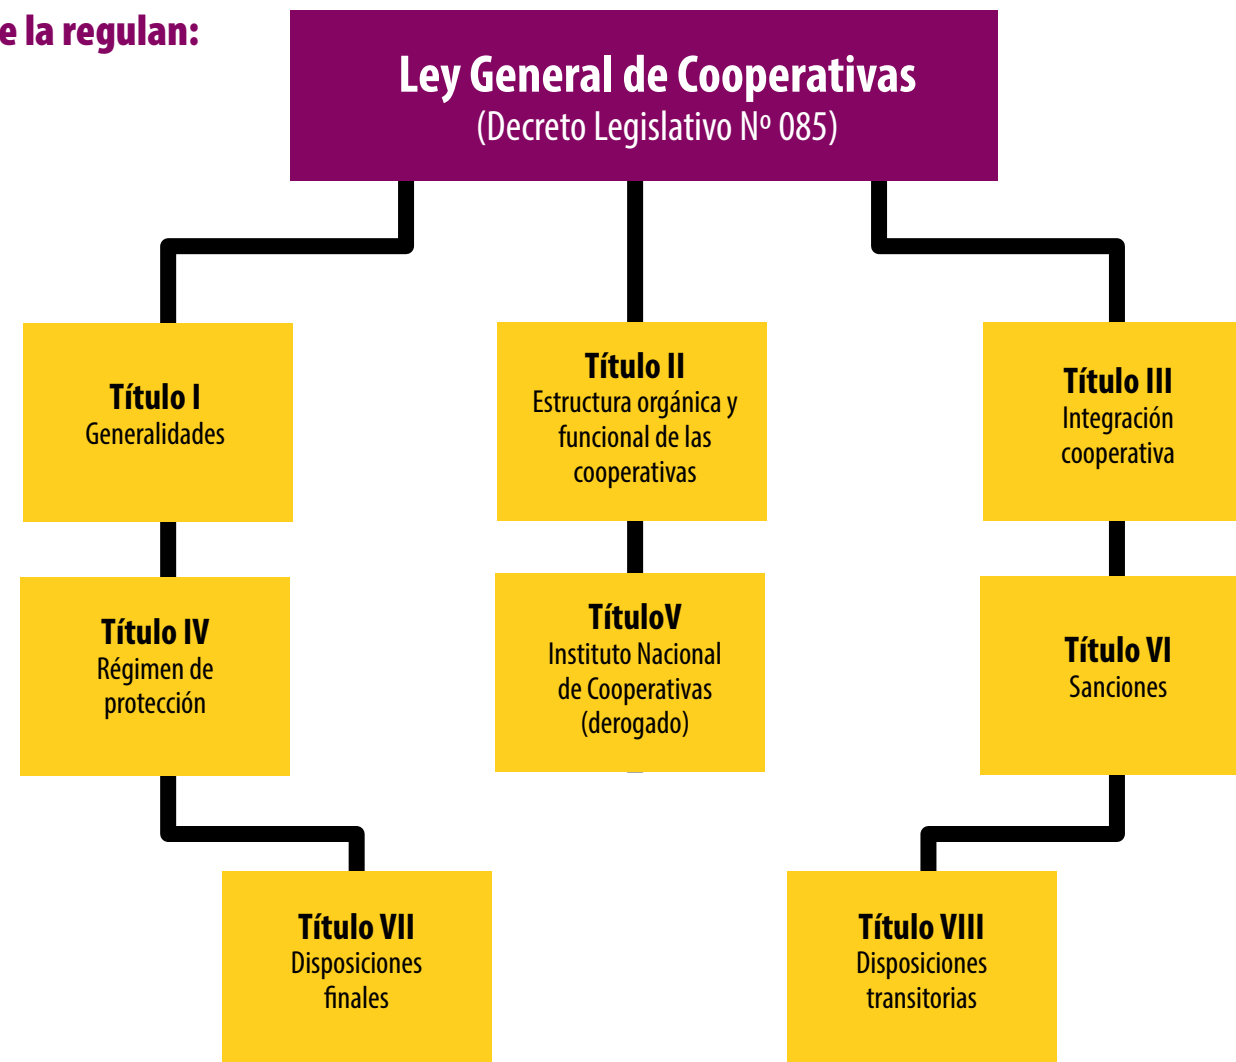 e la regulan:
Ley General de Cooperativas
(Decreto Legislativo Nº 085)
Título I
Generalidades
Título II
Estructura orgánica y
funcional de las
cooperativas
Título III
Integración
cooperativa
Título IV
Régimen de
protección
TítuloV
Instituto Nacional
de Cooperativas
(derogado)
Título VI
Sanciones
Título VII
Disposiciones
finales
Título VIII
Disposiciones
transitorias